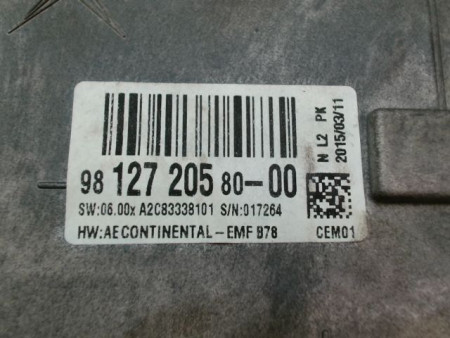 98 127 205 80-00
SW:06.00x A2C83338101 S/N:017264
HW:AE CONTINENTAL-EMF B78
CEM01
N L2 PK
2015/03/11